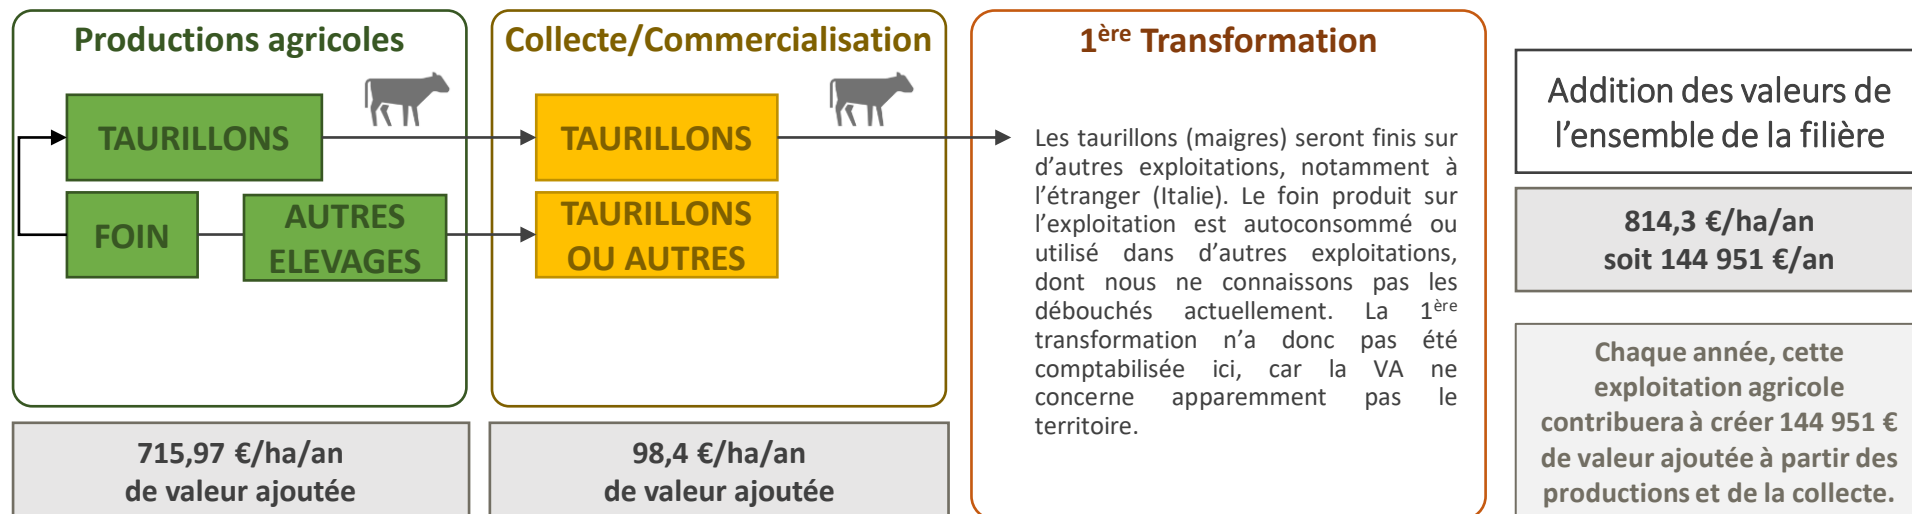 Productions agricoles
TAURILLONS
FOIN
AUTRES
ELEVAGES
715,97 €/ha/an
de valeur ajoutée
Collecte/Commercialisation
TAURILLONS
TAURILLONS
OU AUTRES
98,4 €/ha/an
de valeur ajoutée
1ère Transformation
Les taurillons (maigres) seront finis sur
d'autres exploitations, notamment à
l'étranger (Italie). Le foin produit sur
l'exploitation est autoconsommé ou
utilisé dans d'autres exploitations,
dont nous ne connaissons pas les
débouchés actuellement. La 1ère
transformation n'a donc pas été
comptabilisée ici, car la VA ne
concerne apparemment pas le
territoire.
Addition des valeurs de
l'ensemble de la filière
814,3 €/ha/an
soit 144 951 €/an
Chaque année, cette
exploitation agricole
contribuera à créer 144 951 €
de valeur ajoutée à partir des
productions et de la collecte.